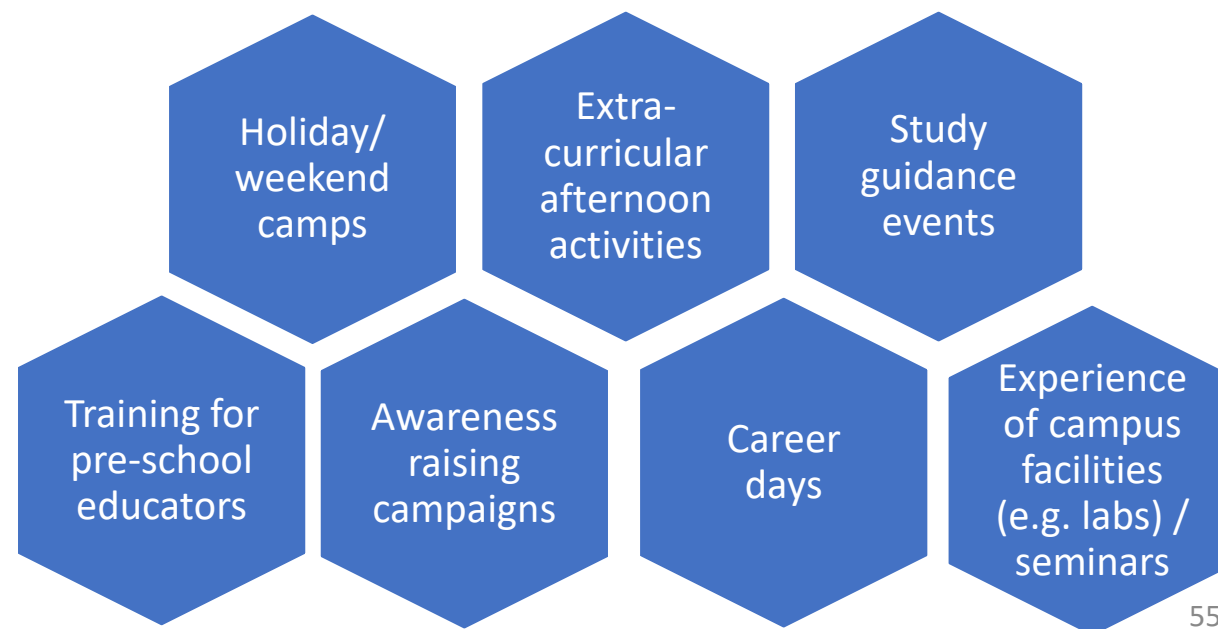 Holiday/
weekend
camps
Extra-
curricular
afternoon
activities
Study
guidance
events
Training for
pre-school
educators
Awareness
raising
campaigns
Career
days
Experience
of campus
facilities
(e.g. labs) /
seminars
55